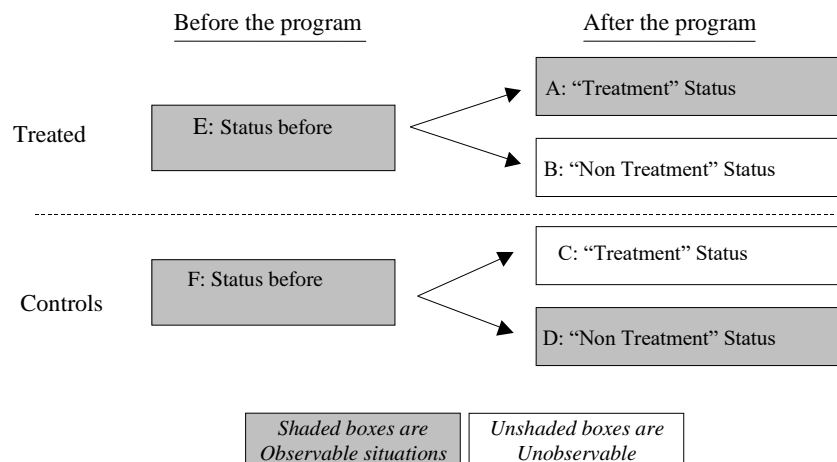 Before the program
After the program
Treated
E: Status before
A: “Treatment” Status
B: “Non Treatment” Status
Controls
F: Status before
C: “Treatment” Status
D: “Non Treatment” Status
Shaded boxes are
Observable situations
Unshaded boxes are
Unobservable